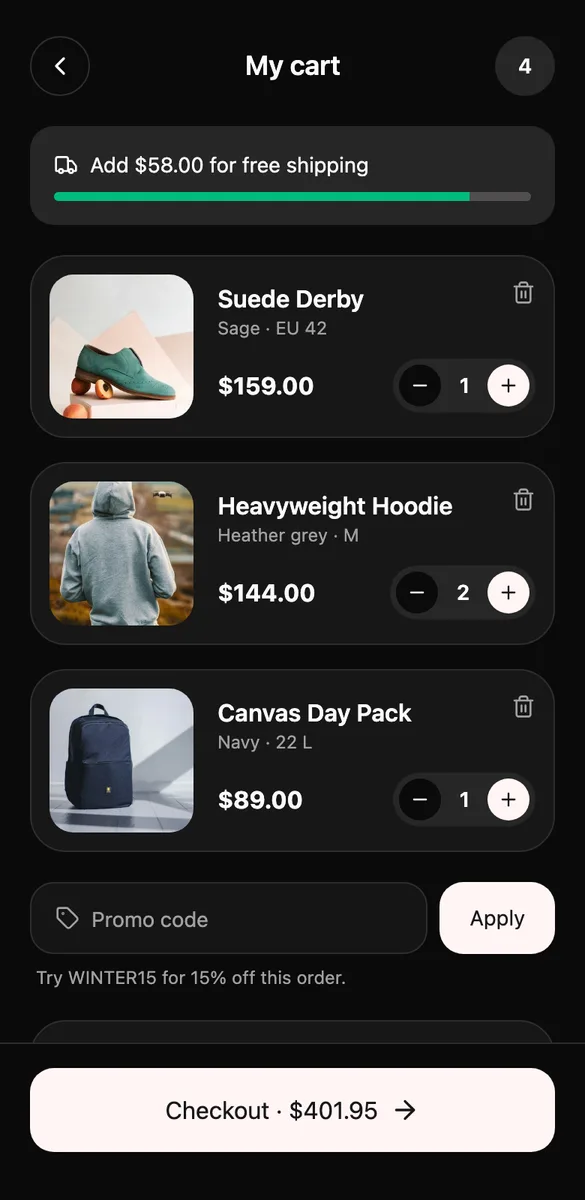 My cart
4
Add $58.00 for free shipping
Suede Derby
Sage · EU 42
$159.00
− 1 +
Heavyweight Hoodie
Heather grey · M
$144.00
− 2 +
Canvas Day Pack
Navy · 22 L
$89.00
− 1 +
Promo code
Apply
Try WINTER15 for 15% off this order.
Checkout · $401.95 →